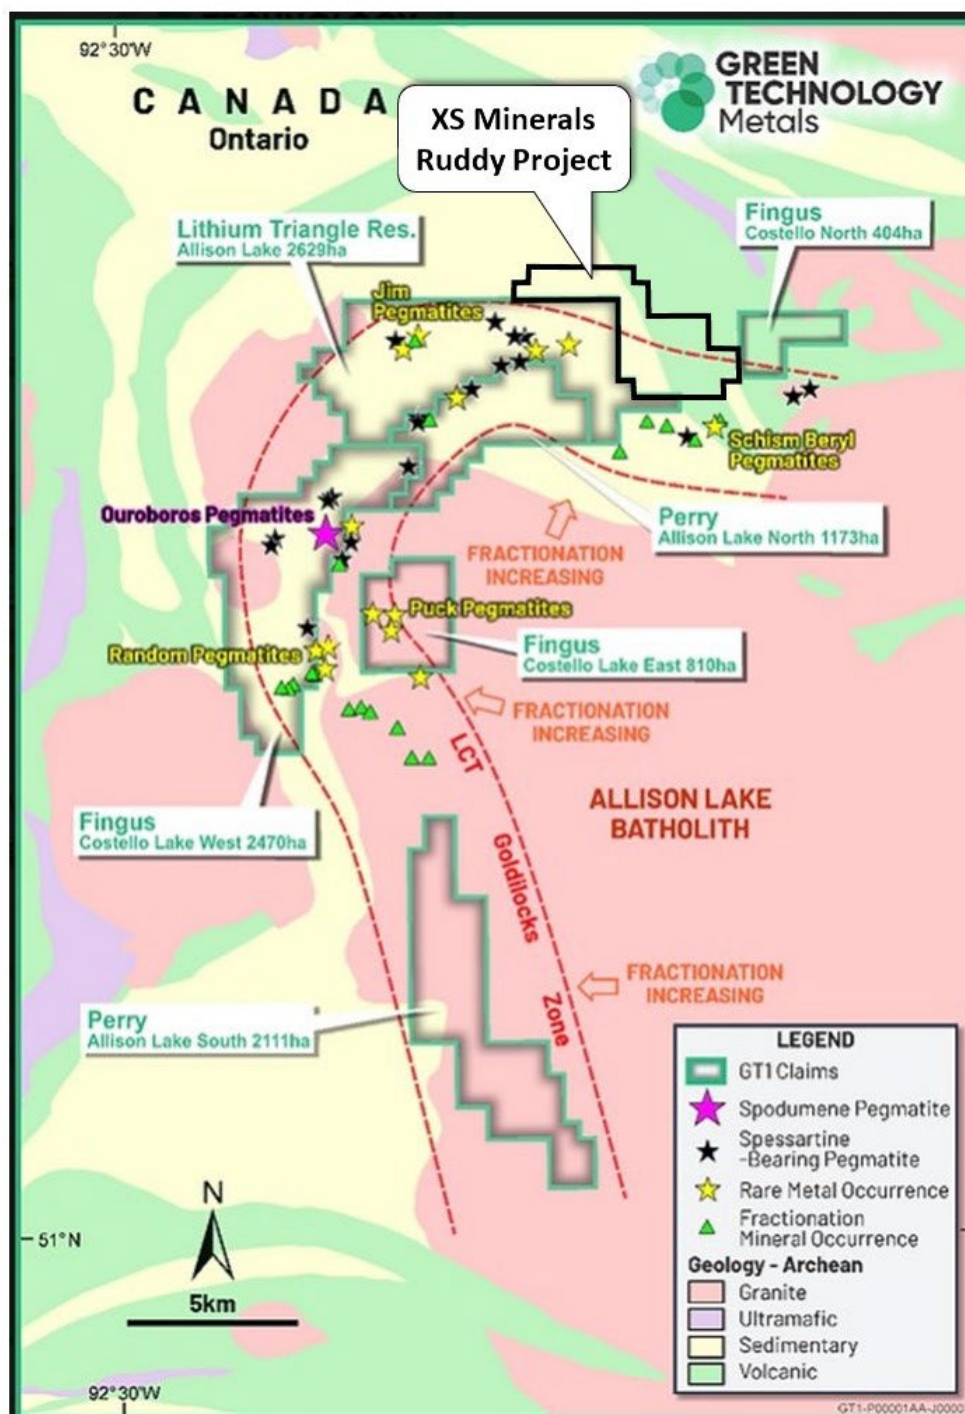 92°30'W
CANADA
Ontario
GREEN
TECHNOLOGY
Metals
XS Minerals
Ruddy Project
Lithium Triangle Res.
Allison Lake 2629ha
Fingus
Costello North 404ha
Jim
Pegmatites
Schism Beryl
Pegmatites
Ouroboros Pegmatites
Perry
Allison Lake North 1173ha
FRACTIONATION
INCREASING
Puck Pegmatites
Random Pegmatites
Fingus
Costello Lake East 810ha
FRACTIONATION
INCREASING
LCT
Goldilocks
Zone
ALLISON LAKE
BATHOLITH
Fingus
Costello Lake West 2470ha
FRACTIONATION
INCREASING
Perry
Allison Lake South 2111ha
LEGEND
GT1 Claims
Spodumene Pegmatite
Spessartine
-Bearing Pegmatite
Rare Metal Occurrence
Fractionation
Mineral Occurrence
Geology - Archean
Granite
Ultramafic
Sedimentary
Volcanic
N
51°N
5km
92°30'W
GT1-P00001AA-J0000